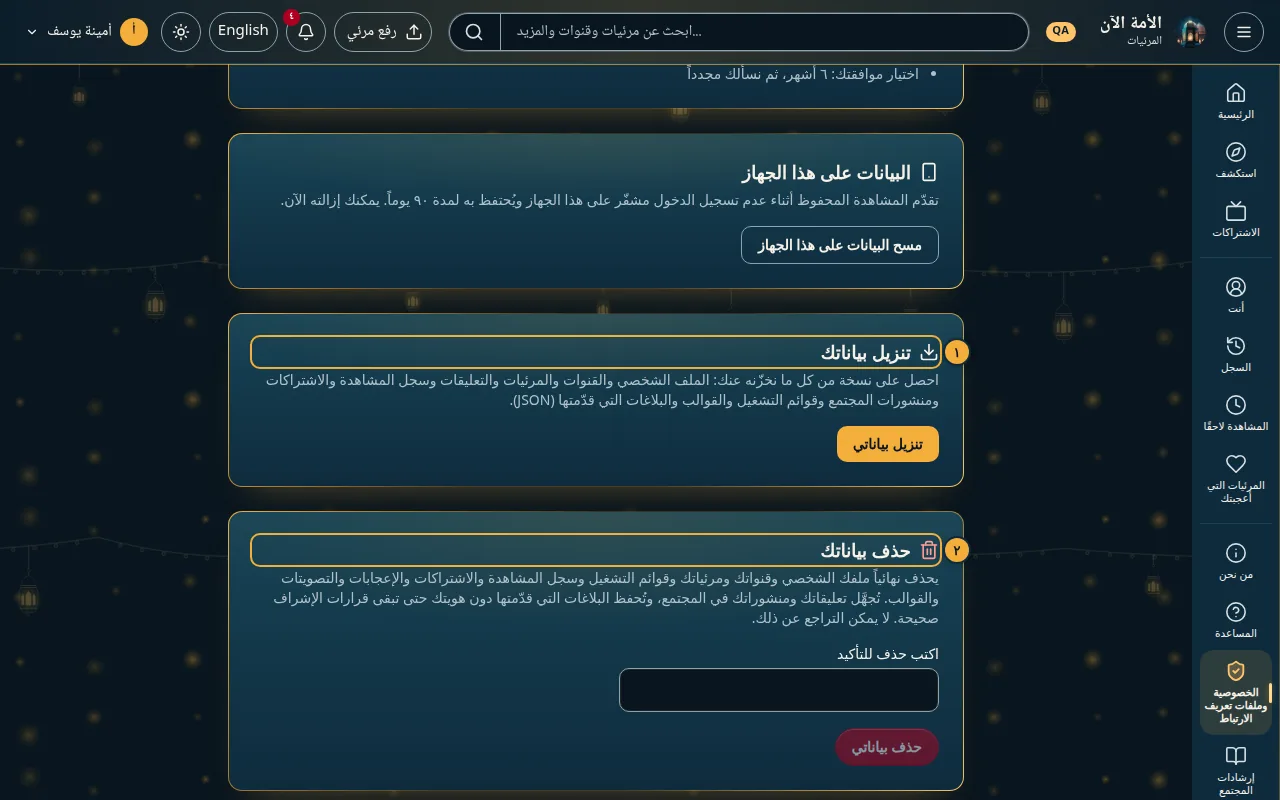 الأمة الآن
المرئيات
QA
ابحث عن مرئيات وقنوات والمزيد...
رفع مرئي
٤
English
أ
أمينة يوسف
الرئيسية
استكشف
الاشتراكات
أنت
السجل
المشاهدة لاحقًا
المرئيات التي
أعجبتك
من نحن
المساعدة
الخصوصية
وملفات تعريف
الارتباط
إرشادات
المجتمع
اختيار موافقتك: ٦ أشهر، ثم نسألك مجدداً
البيانات على هذا الجهاز
تقدّم المشاهدة المحفوظ أثناء عدم تسجيل الدخول مشفّر على هذا الجهاز ويُحتفظ به لمدة ٩٠ يوماً. يمكنك إزالته الآن.
مسح البيانات على هذا الجهاز
١
تنزيل بياناتك
احصل على نسخة من كل ما نخزّنه عنك: الملف الشخصي والقنوات والمرئيات والتعليقات وسجل المشاهدة والاشتراكات
ومنشورات المجتمع وقوائم التشغيل والقوالب والبلاغات التي قدّمتها (JSON).
تنزيل بياناتي
٢
حذف بياناتك
يحذف نهائياً ملفك الشخصي وقنواتك ومرئياتك وقوائم التشغيل وسجل المشاهدة والاشتراكات والإعجابات والتصويتات
والقوالب. تُجهَّل تعليقاتك ومنشوراتك في المجتمع، وتُحفظ البلاغات التي قدّمتها دون هويتك حتى تبقى قرارات الإشراف
صحيحة. لا يمكن التراجع عن ذلك.
اكتب حذف للتأكيد
حذف بياناتي